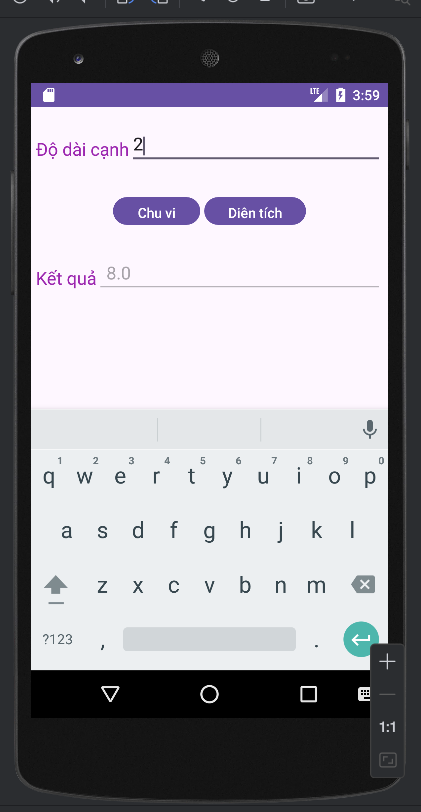 LTE 3:59
Độ dài cạnh 2
Chu vi Diên tích
Kết quả 8.0
1 2 3 4 5 6 7 8 9 0
q w e r t y u i o p
a s d f g h j k l
z x c v b n m
?123 , .
1:1